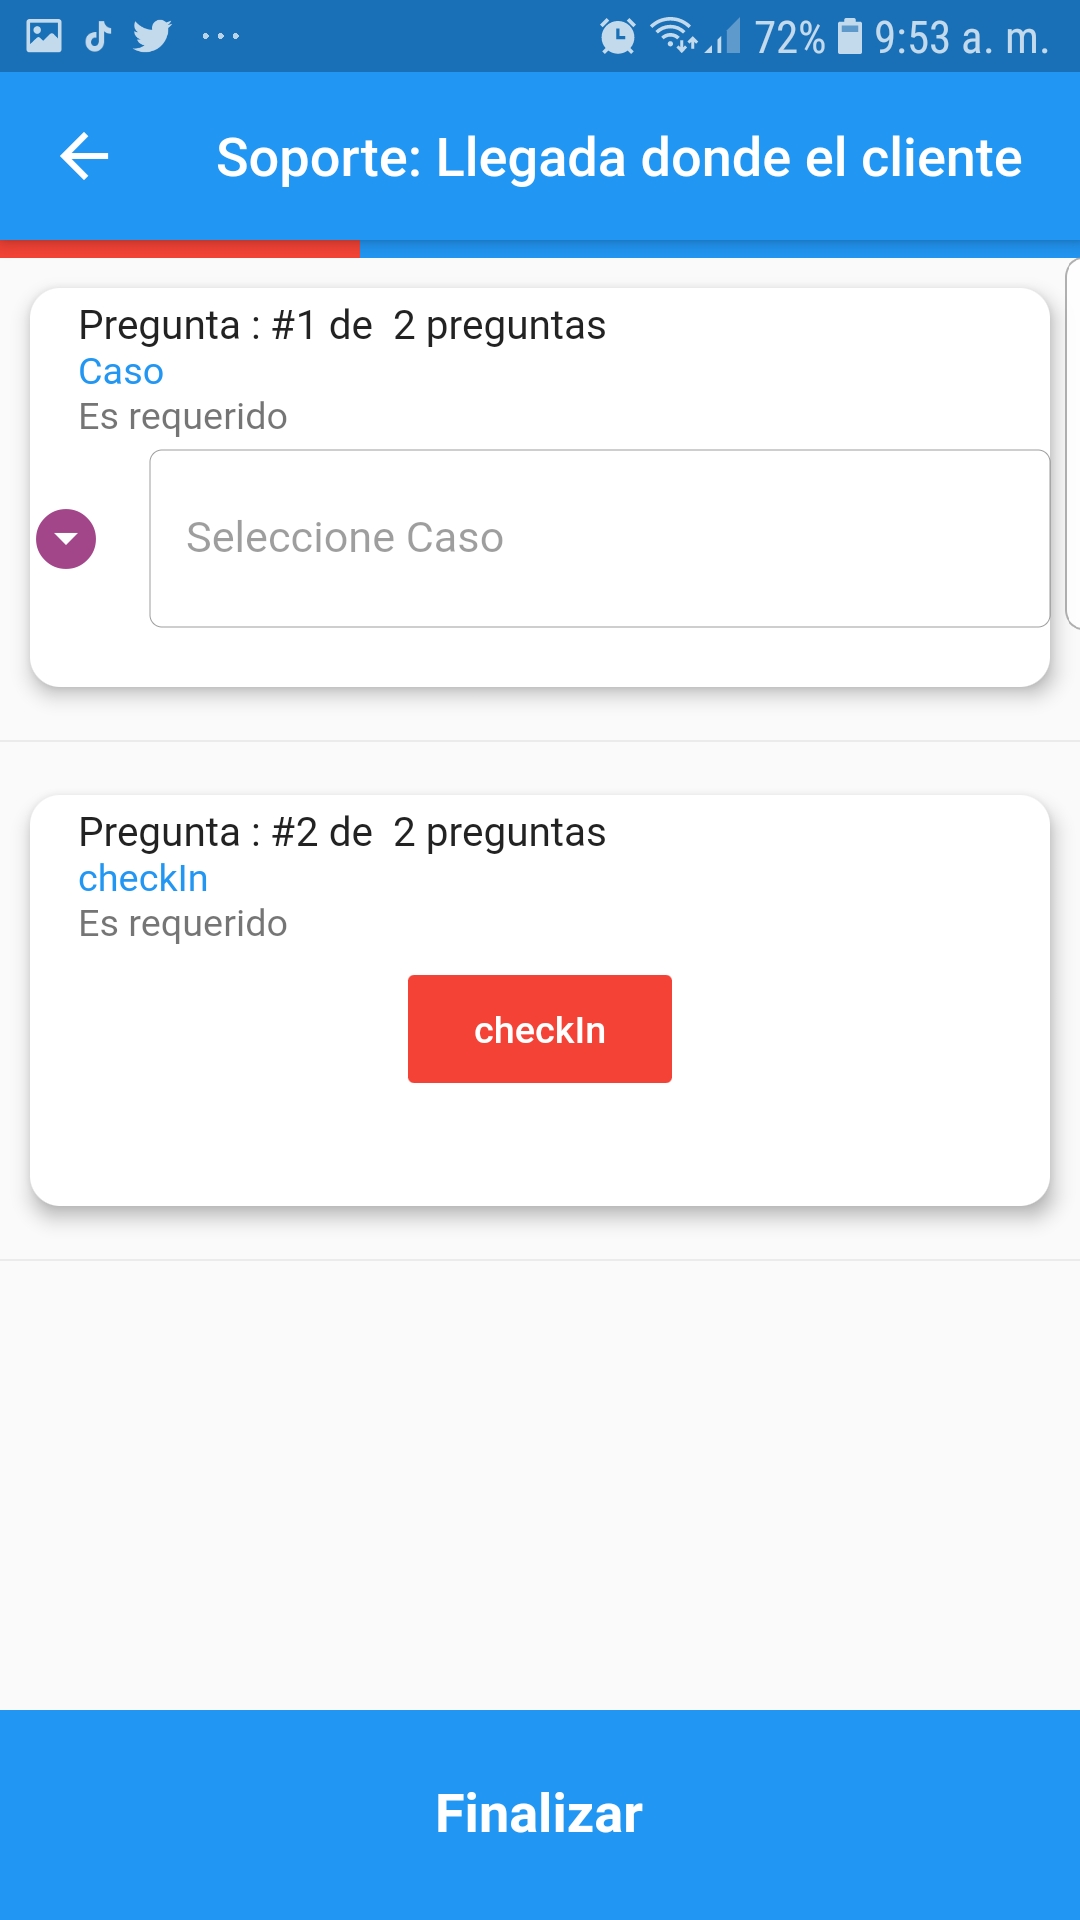 72% 9:53 a. m.
Soporte: Llegada donde el cliente
Pregunta : #1 de  2 preguntas
Caso
Es requerido
Seleccione Caso
Pregunta : #2 de  2 preguntas
checkIn
Es requerido
checkIn
Finalizar